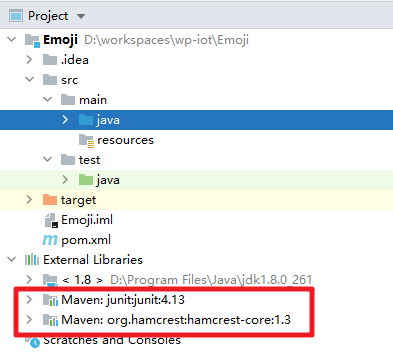 Project
Emoji D:\workspaces\wp-iot\Emoji
.idea
src
main
java
resources
test
java
target
Emoji.iml
pom.xml
External Libraries
< 1.8 > D:\Program Files\Java\jdk1.8.0_261
Maven: junit:junit:4.13
Maven: org.hamcrest:hamcrest-core:1.3
Scratches and Consoles